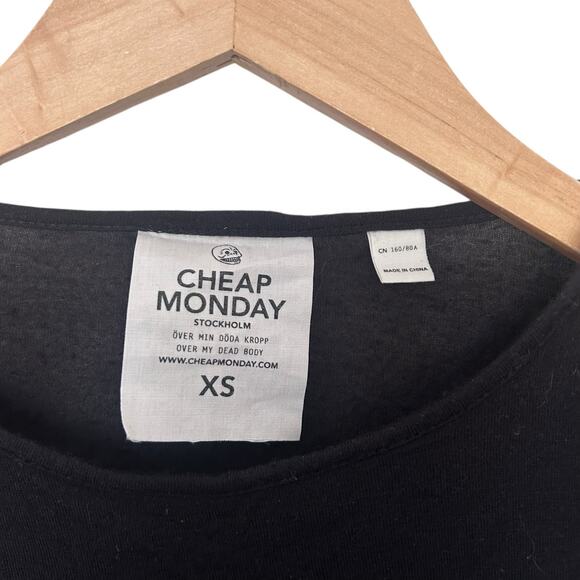 CHEAP
MONDAY
STOCKHOLM
ÖVER MIN DÖDA KROPP
OVER MY DEAD BODY
WWW.CHEAPMONDAY.COM
XS
CN 160/80A
MADE IN CHINA